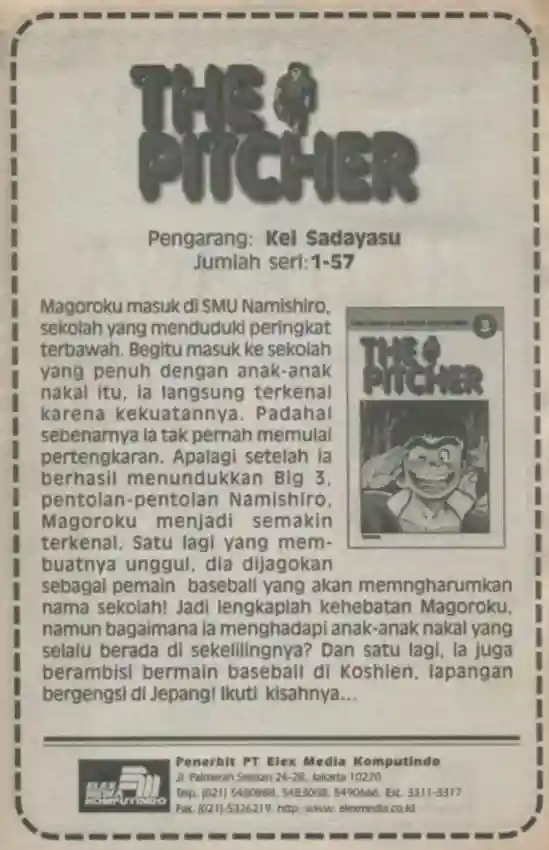 THE
PITCHER
Pengarang: Kei Sadayasu
Jumlah seri: 1-57
Magoroku masuk di SMU Namishiro,
sekolah yang menduduki peringkat
terbawah. Begitu masuk ke sekolah
yang penuh dengan anak-anak
nakal itu, ia langsung terkenal
karena kekuatannya. Padahal
sebenarnya ia tak pernah memulai
pertengkaran. Apalagi setelah ia
berhasil menundukkan Big 3,
pentolan-pentolan Namishiro,
Magoroku menjadi semakin
terkenal. Satu lagi yang mem-
buatnya unggul, dia dijagokan
sebagai pemain baseball yang akan memngharumkan
nama sekolah! Jadi lengkaplah kehebatan Magoroku,
namun bagaimana ia menghadapi anak-anak nakal yang
selalu berada di sekelilingnya? Dan satu lagi, ia juga
berambisi bermain baseball di Koshien, lapangan
bergengsi di Jepang! Ikuti kisahnya...
3
THE
PITCHER
ELEX
MEDIA
KOMPUTINDO
Penerbit PT Elex Media Komputindo
Jl. Palmerah Selatan 24-28, Jakarta 10270
Telp. (021) 5480888, 5483008, 5490666, Ext. 3311-3317
Fax. (021)-5326219, http: www. elexmedia.co.id